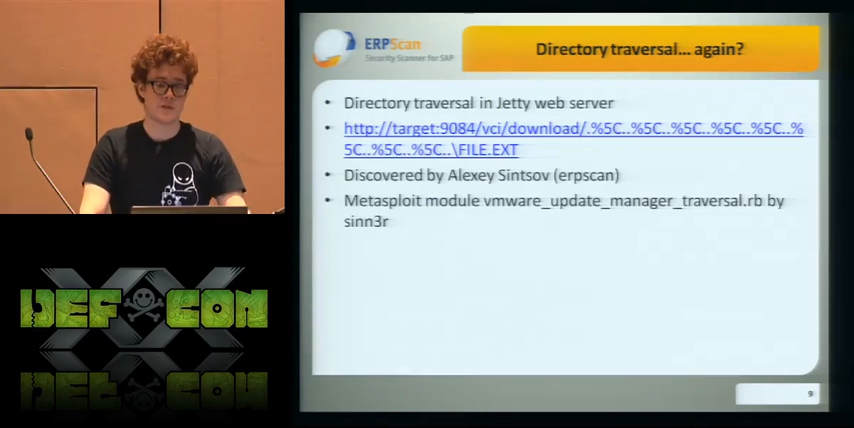 ERPScan
Security Scanner for SAP
Directory traversal... again?
• Directory traversal in Jetty web server
• http://target:9084/vci/download/.%5C..%5C..%5C..%5C..%5C..%
5C..%5C..%5C..\FILE.EXT
• Discovered by Alexey Sintsov (erpscan)
• Metasploit module vmware_update_manager_traversal.rb by
sinn3r
9
DEF CON
XX